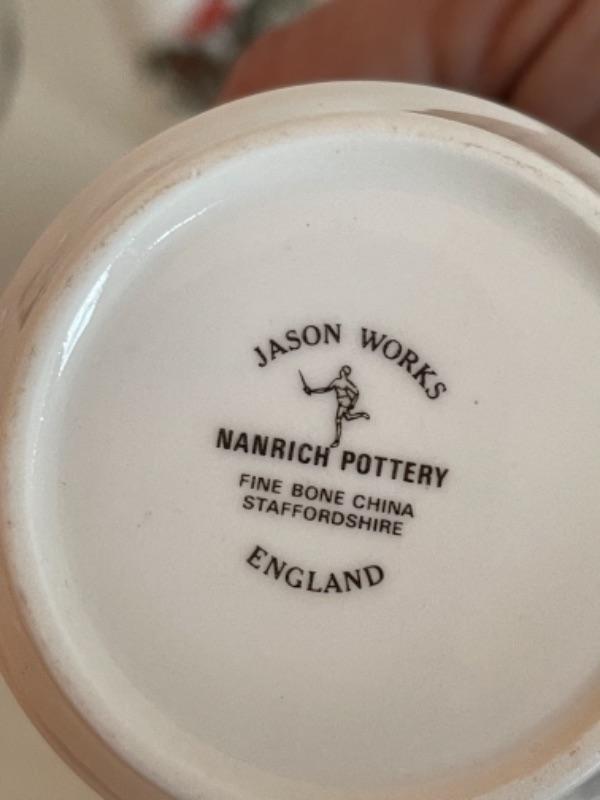 JASON WORKS
NANRICH POTTERY
FINE BONE CHINA
STAFFORDSHIRE
ENGLAND